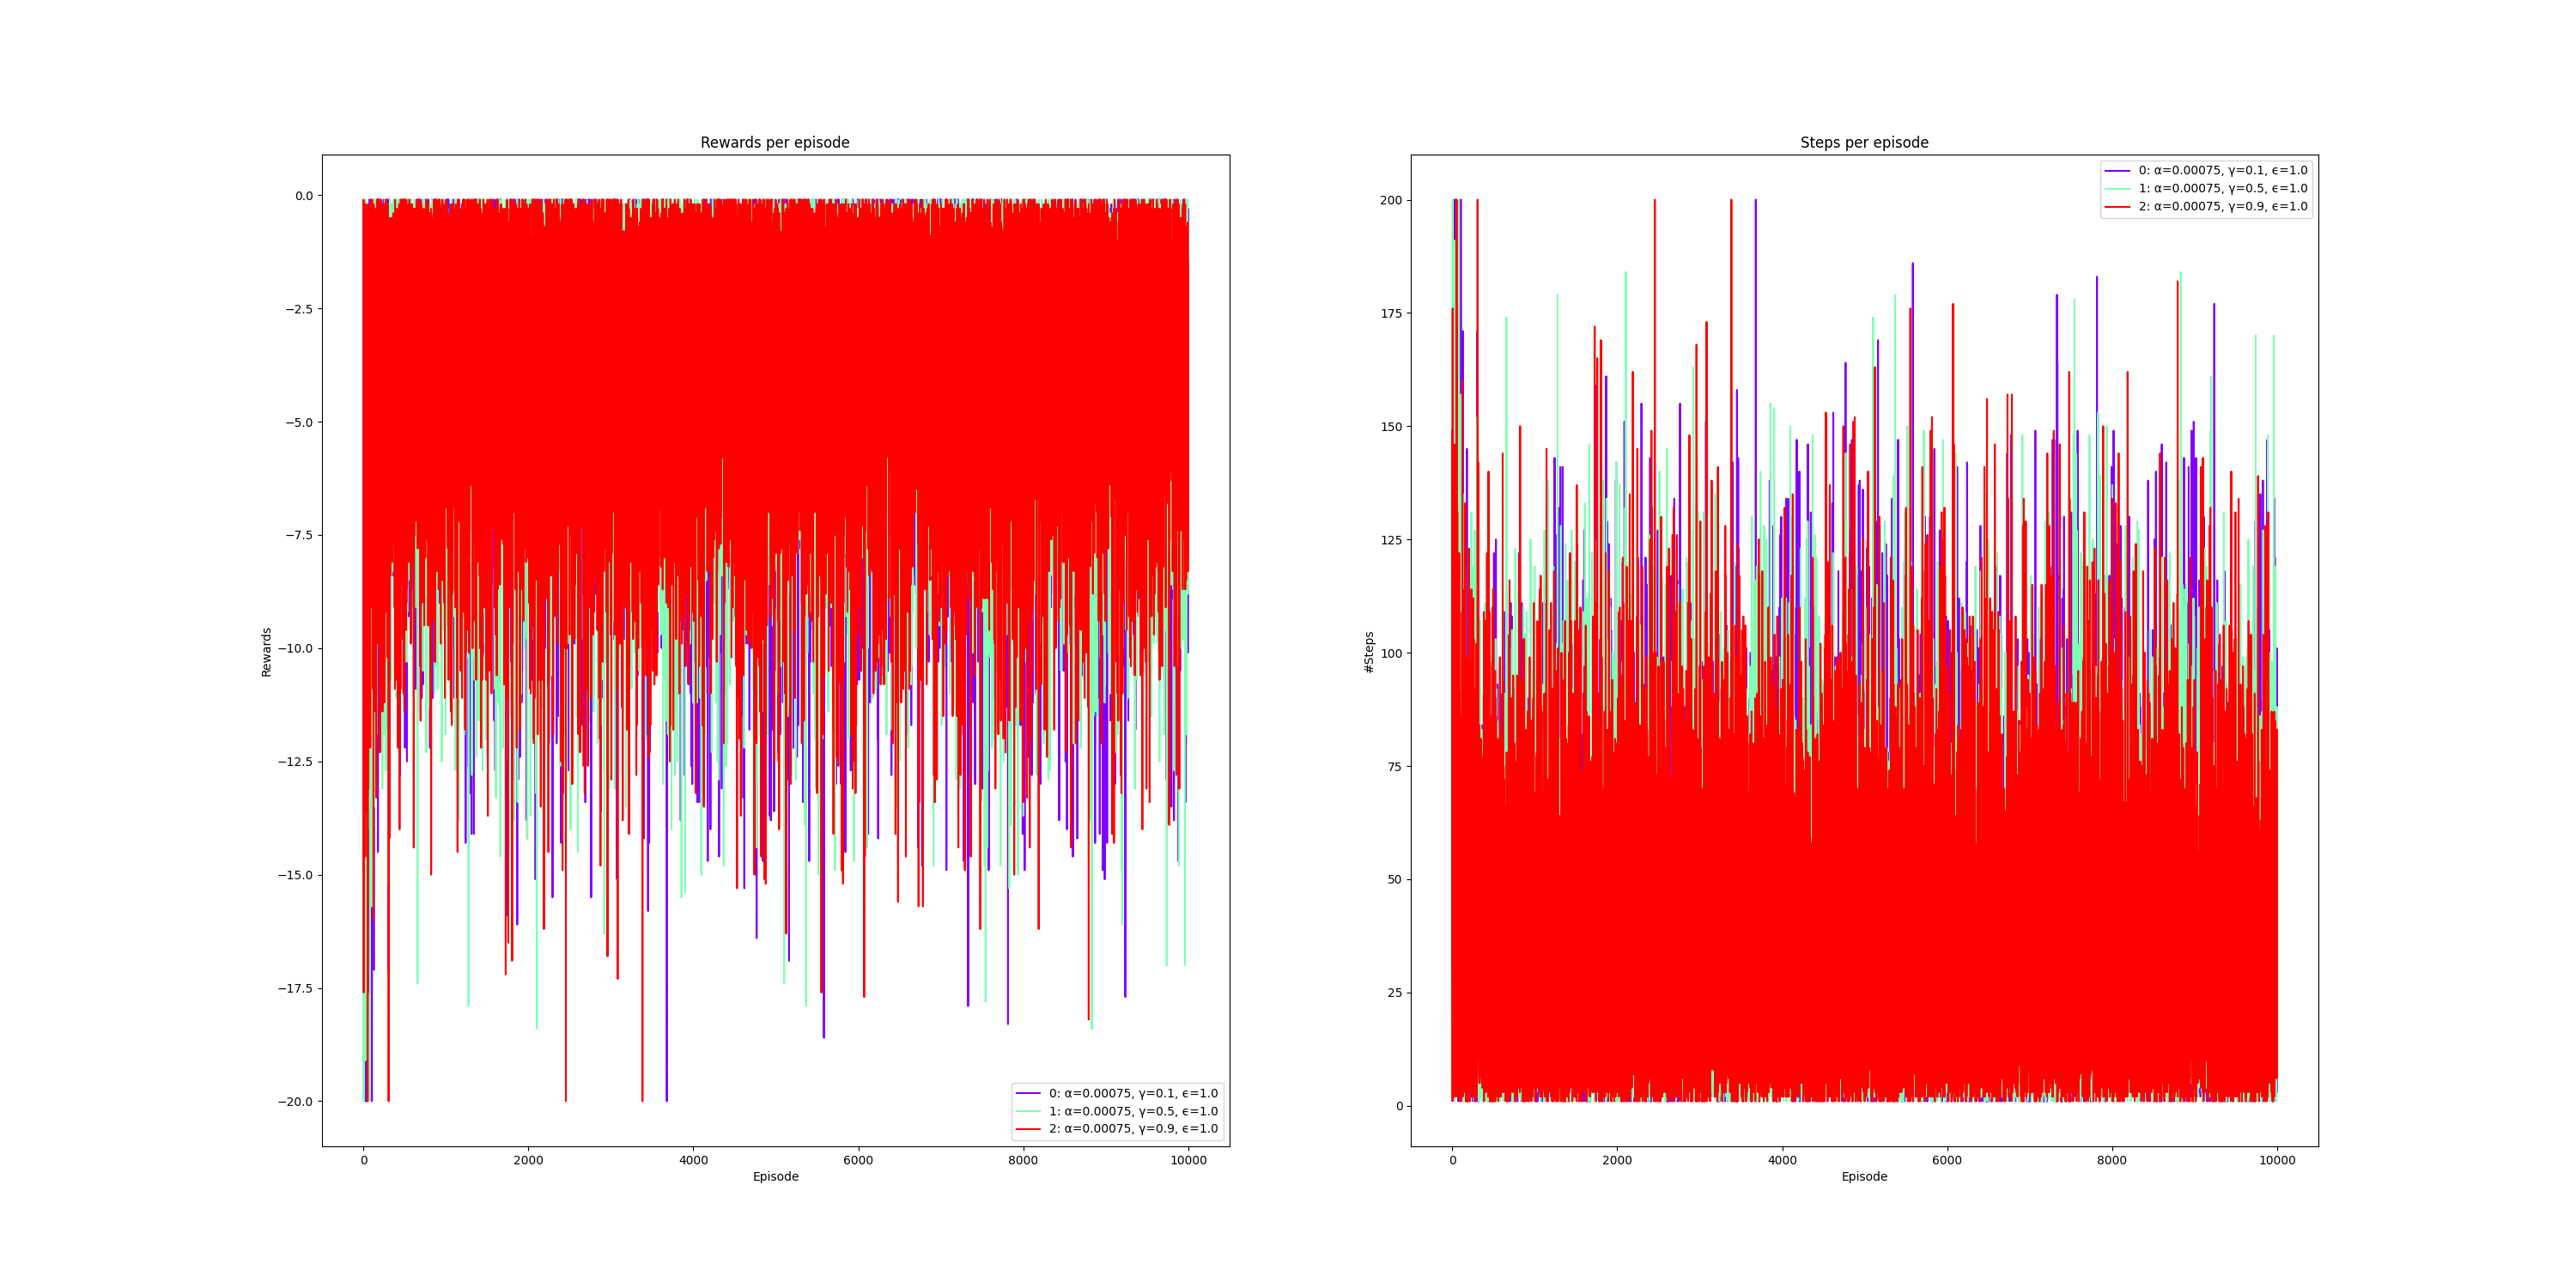 Rewards per episode
0.0
−2.5
−5.0
−7.5
−10.0
−12.5
−15.0
−17.5
−20.0
Rewards
0 2000 4000 6000 8000 10000
Episode
0: α=0.00075, γ=0.1, ϵ=1.0
1: α=0.00075, γ=0.5, ϵ=1.0
2: α=0.00075, γ=0.9, ϵ=1.0
Steps per episode
0: α=0.00075, γ=0.1, ϵ=1.0
1: α=0.00075, γ=0.5, ϵ=1.0
2: α=0.00075, γ=0.9, ϵ=1.0
200
175
150
125
100
75
50
25
0
#Steps
0 2000 4000 6000 8000 10000
Episode